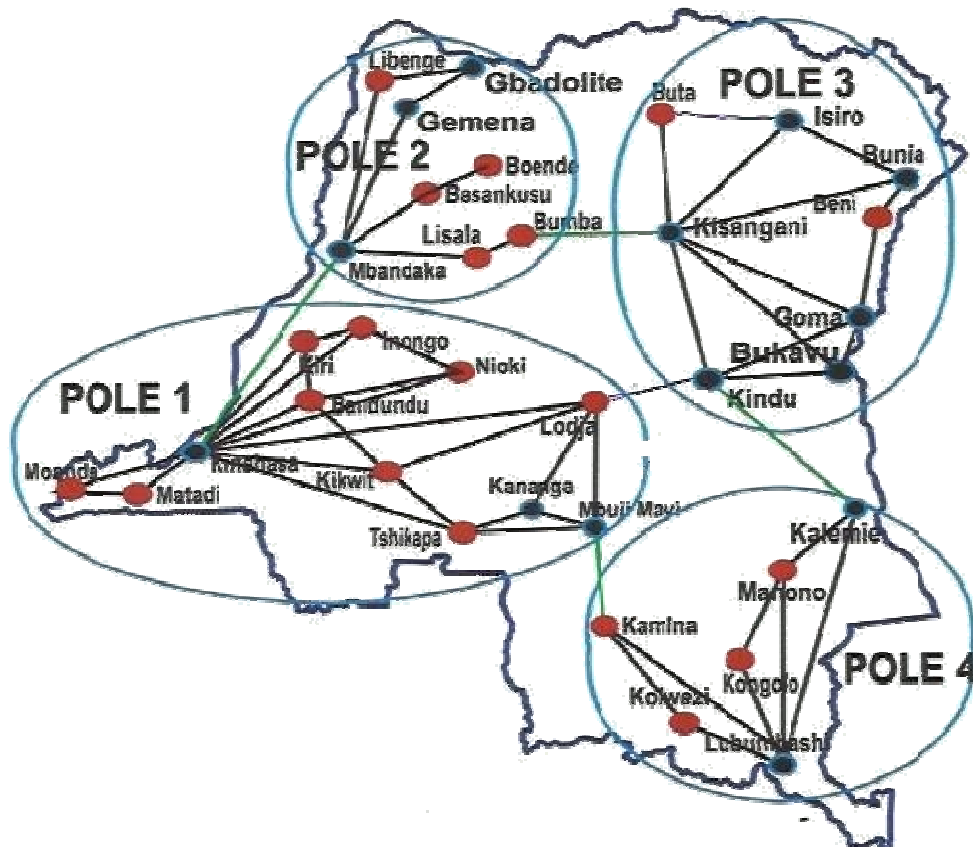 Libenge
Gbadolite
Gemena
POLE 2
Boende
Basankusu
Bumba
Lisala
Mbandaka
POLE 3
Buta
Isiro
Bunia
Beni
Kisangani
Goma
Bukavu
Kindu
POLE 1
Inongo
Kiri
Nioki
Bandundu
Lodja
Kinshasa
Moanda
Matadi
Kikwit
Kananga
Mbuji Mayi
Tshikapa
Kalemie
Manono
Kamina
POLE 4
Kongolo
Kolwezi
Lubumbashi